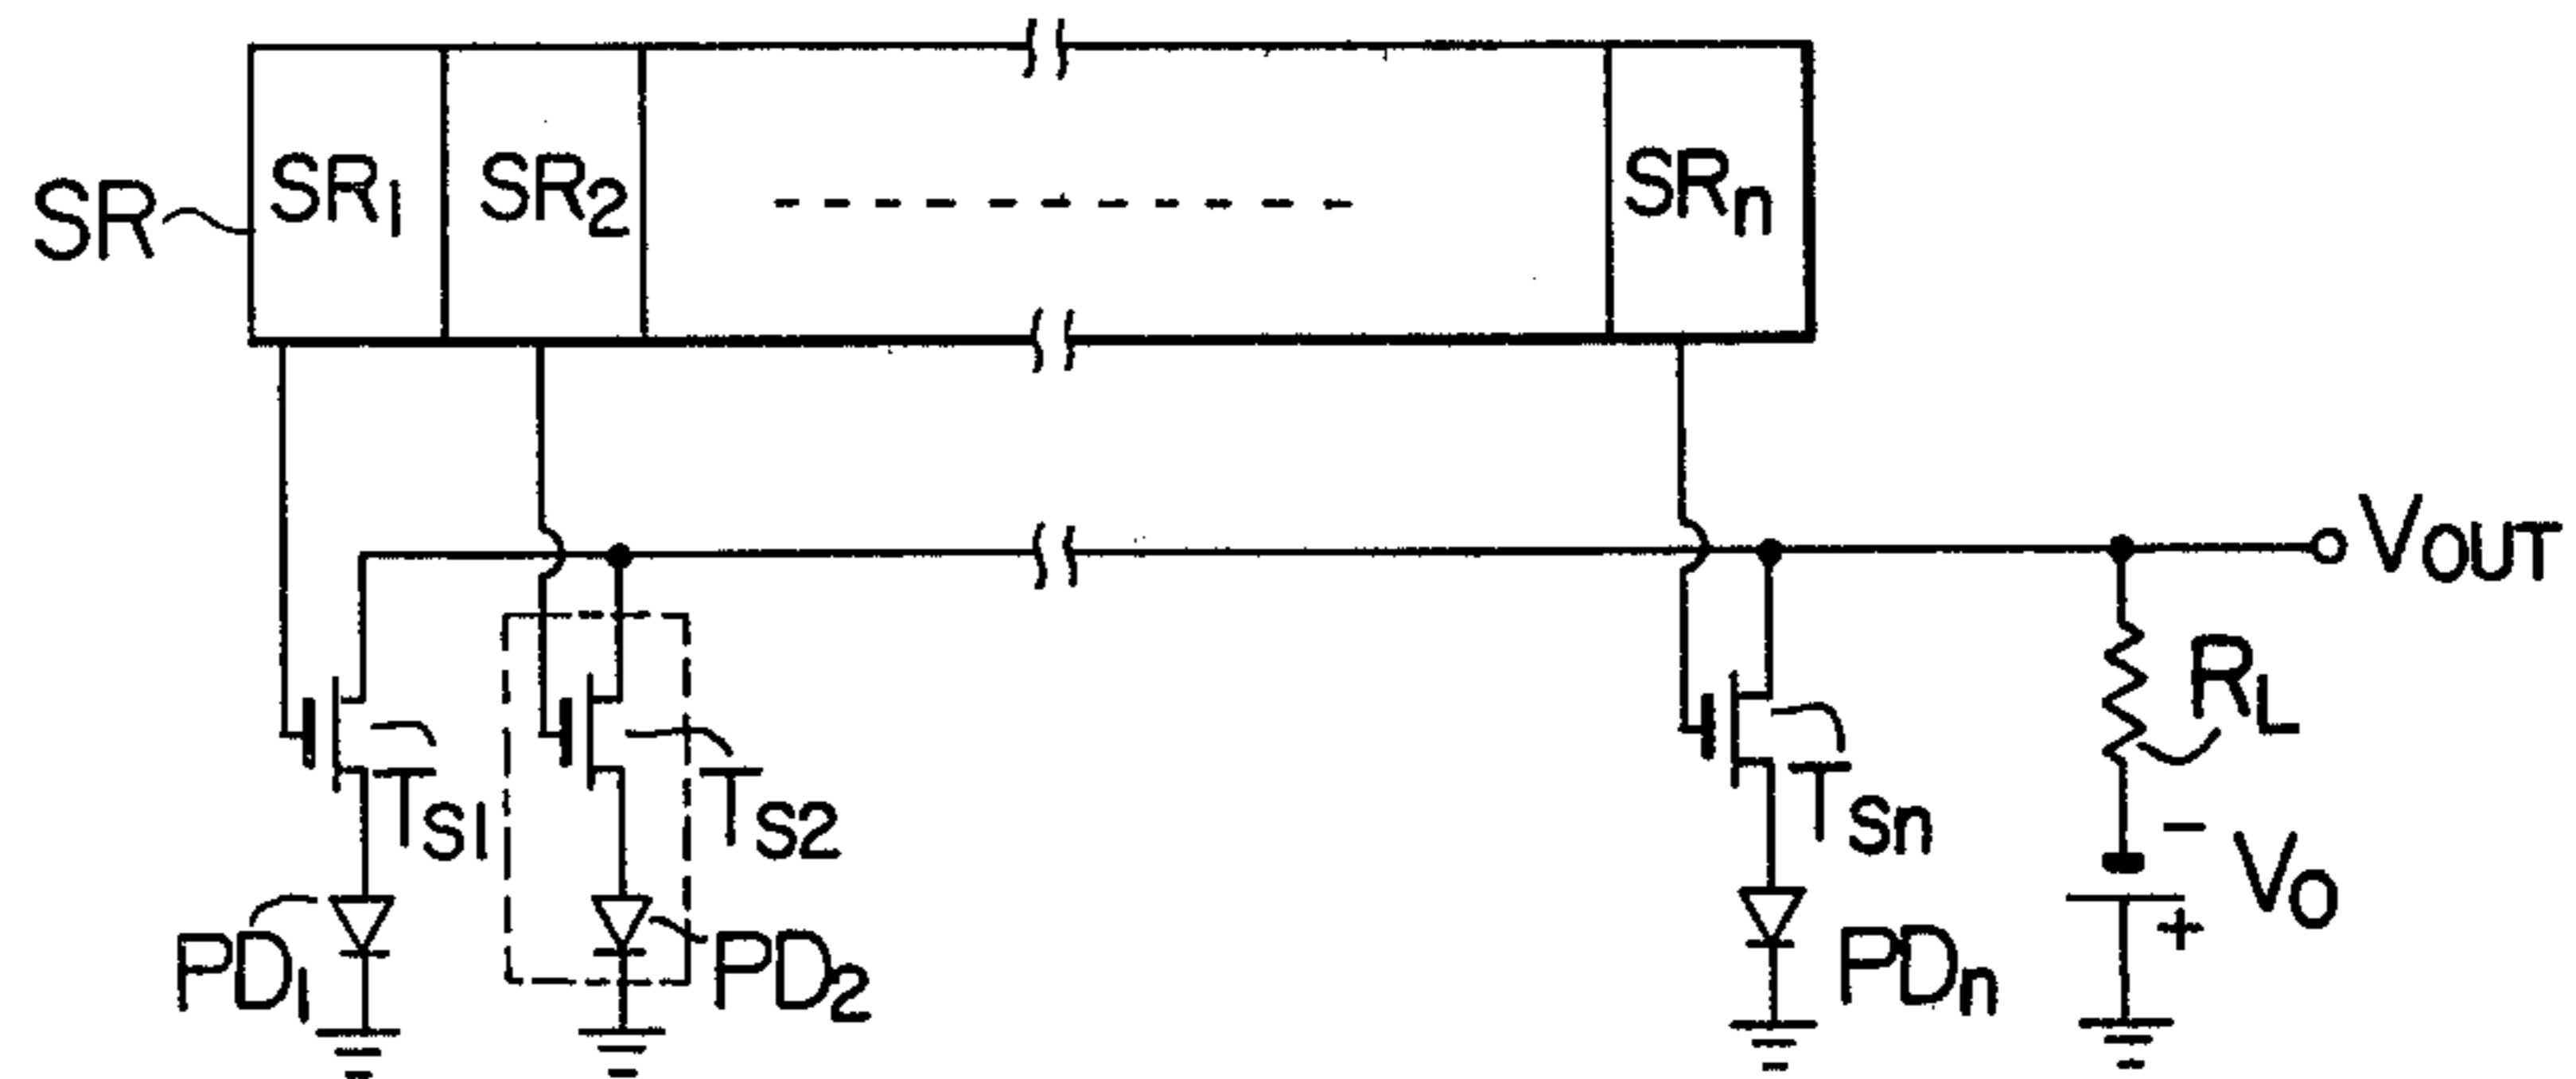 SR SR1 SR2 SRn
VOUT
RL
TS1 TS2 TSn
− VO
+
PD1 PD2 PDn